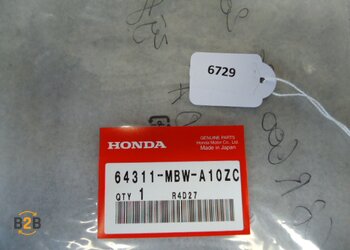 6729
HONDA
GENUINE PARTS
Honda Motor Co., Ltd.
Made in Japan
64311-MBW-A10ZC
QTY 1 R4D27
B2B